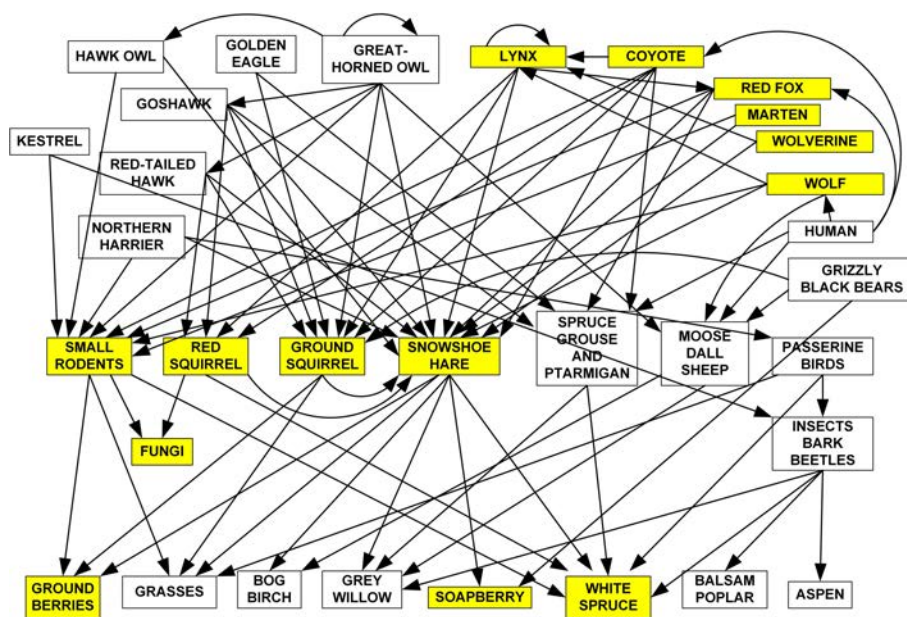 HAWK OWL
GOLDEN
EAGLE
GREAT-
HORNED OWL
LYNX
COYOTE
RED FOX
GOSHAWK
MARTEN
KESTREL
WOLVERINE
RED-TAILED
HAWK
WOLF
NORTHERN
HARRIER
HUMAN
GRIZZLY
BLACK BEARS
SMALL
RODENTS
RED
SQUIRREL
GROUND
SQUIRREL
SNOWSHOE
HARE
SPRUCE
GROUSE
AND
PTARMIGAN
MOOSE
DALL
SHEEP
PASSERINE
BIRDS
FUNGI
INSECTS
BARK
BEETLES
GROUND
BERRIES
GRASSES
BOG
BIRCH
GREY
WILLOW
SOAPBERRY
WHITE
SPRUCE
BALSAM
POPLAR
ASPEN